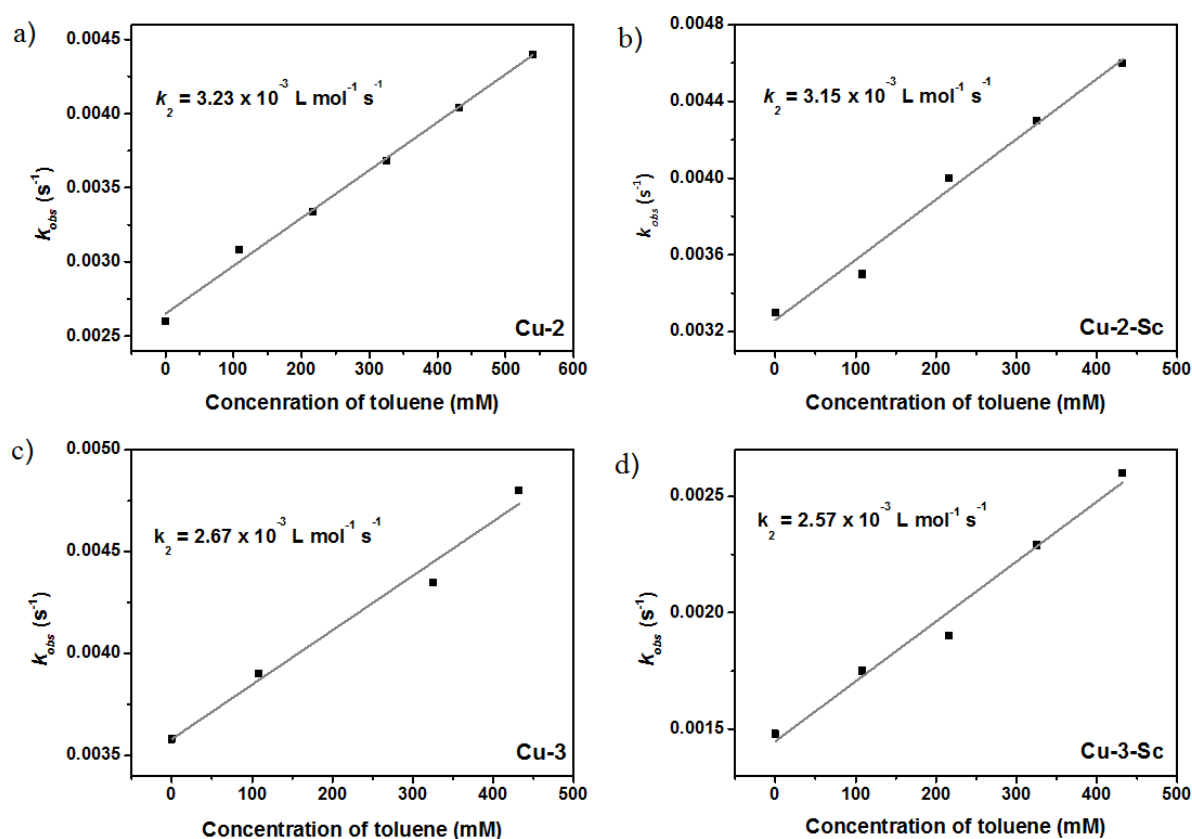 a)
0.0045
0.0040
0.0035
0.0030
0.0025
k_obs (s⁻¹)
k₂ = 3.23 x 10⁻³ L mol⁻¹ s⁻¹
Cu-2
0 100 200 300 400 500 600
Concenration of toluene (mM)
b)
0.0048
0.0044
0.0040
0.0036
0.0032
k_obs (s⁻¹)
k₂ = 3.15 x 10⁻³ L mol⁻¹ s⁻¹
Cu-2-Sc
0 100 200 300 400 500
Concentration of toluene (mM)
c)
0.0050
0.0045
0.0040
0.0035
k_obs (s⁻¹)
k₂ = 2.67 x 10⁻³ L mol⁻¹ s⁻¹
Cu-3
0 100 200 300 400 500
Concentration of toluene (mM)
d)
0.0025
0.0020
0.0015
k_obs (s⁻¹)
k₂ = 2.57 x 10⁻³ L mol⁻¹ s⁻¹
Cu-3-Sc
0 100 200 300 400 500
Concentration of toluene (mM)